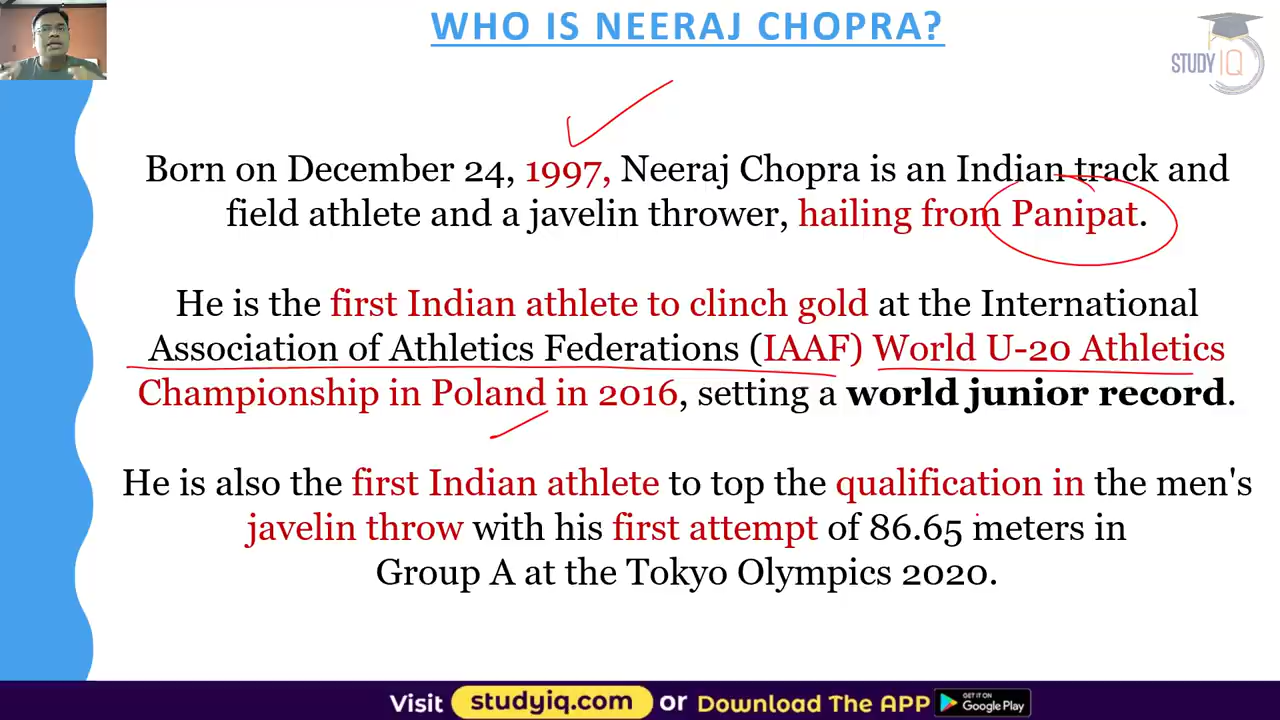 WHO IS NEERAJ CHOPRA?
STUDY IQ
Born on December 24, 1997, Neeraj Chopra is an Indian track and
field athlete and a javelin thrower, hailing from Panipat.
He is the first Indian athlete to clinch gold at the International
Association of Athletics Federations (IAAF) World U-20 Athletics
Championship in Poland in 2016, setting a world junior record.
He is also the first Indian athlete to top the qualification in the men's
javelin throw with his first attempt of 86.65 meters in
Group A at the Tokyo Olympics 2020.
Visit studyiq.com or Download The APP GET IT ON Google Play